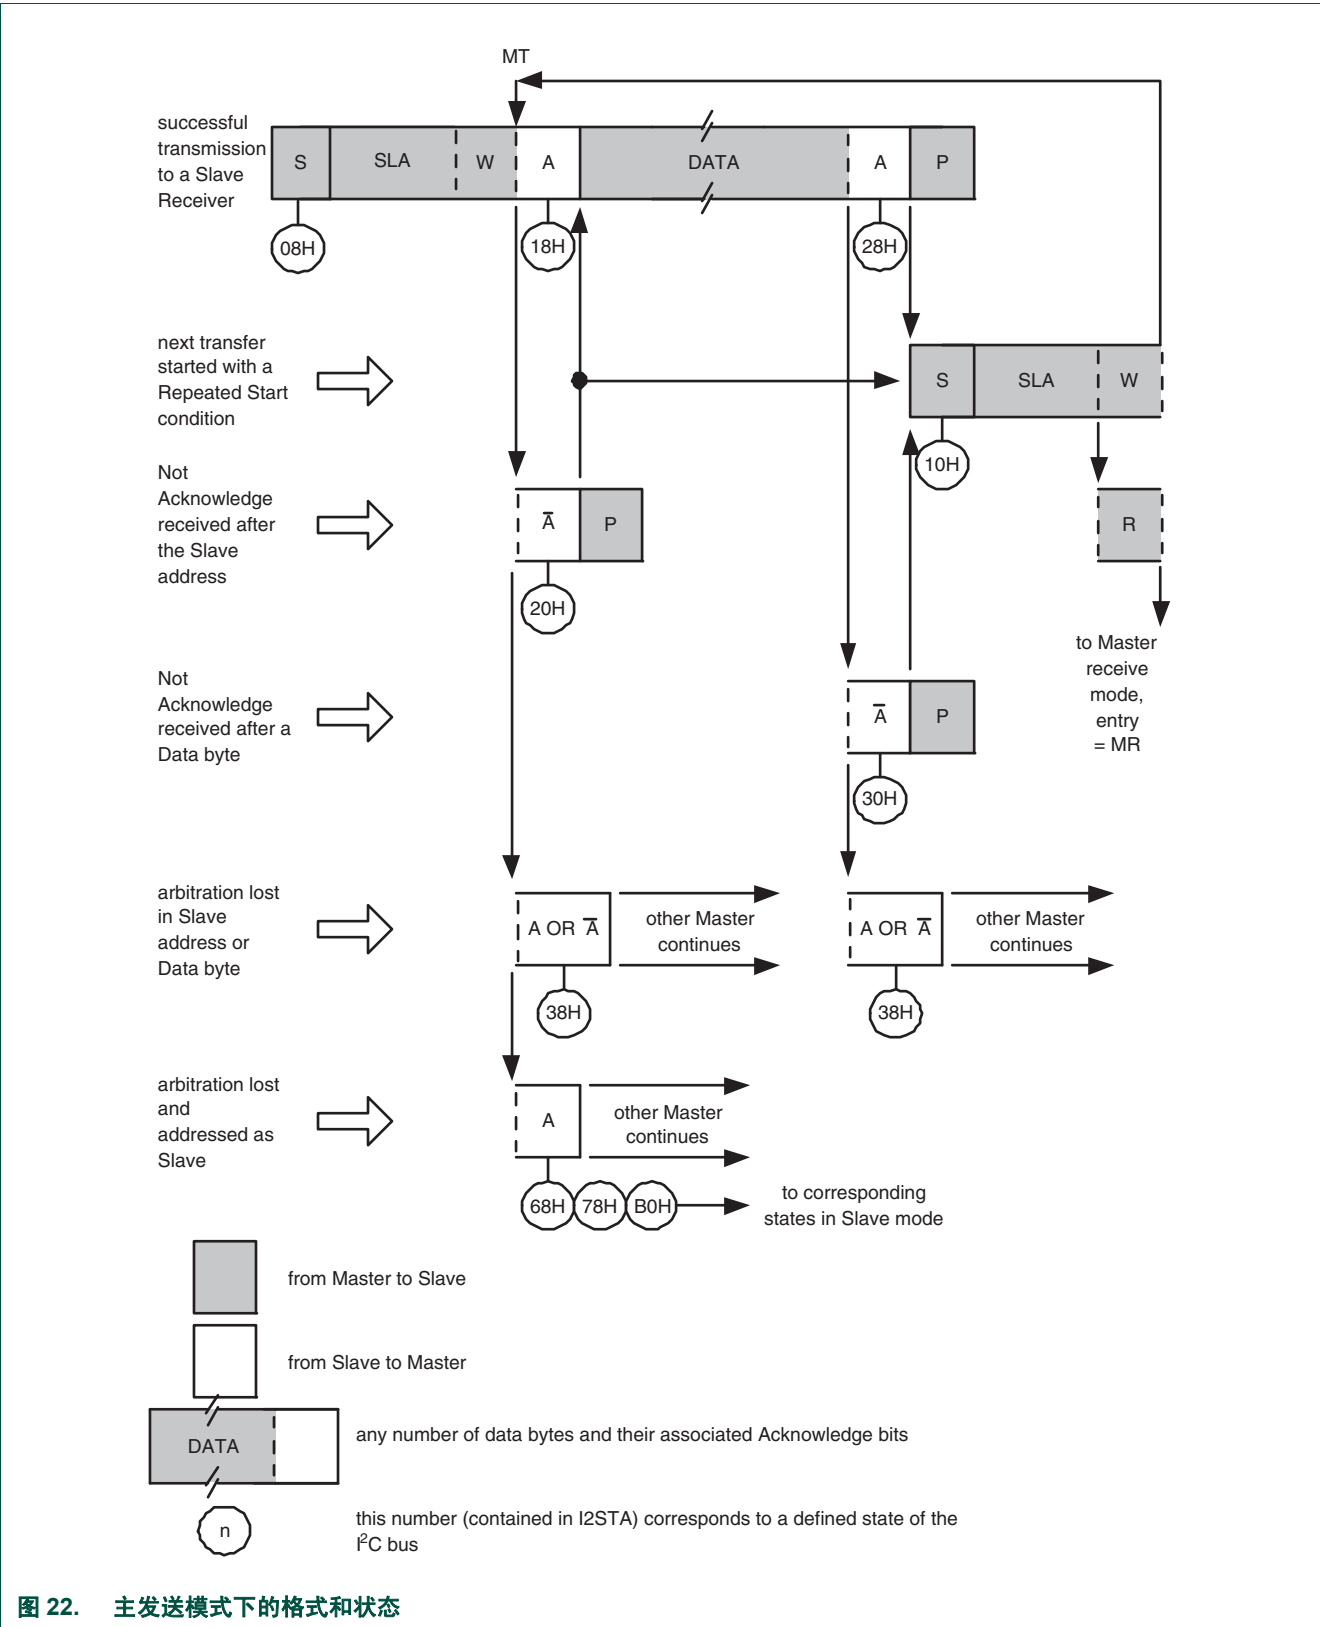 MT
successful
transmission
to a Slave
Receiver
S SLA W A DATA A P
08H 18H 28H
next transfer
started with a
Repeated Start
condition
S SLA W
10H
Not
Acknowledge
received after
the Slave
address
A̅ P
R
20H
to Master
receive
mode,
entry
= MR
Not
Acknowledge
received after a
Data byte
A̅ P
30H
arbitration lost
in Slave
address or
Data byte
A OR A̅
other Master
continues
A OR A̅
other Master
continues
38H 38H
arbitration lost
and
addressed as
Slave
A
other Master
continues
68H 78H B0H
to corresponding
states in Slave mode
from Master to Slave
from Slave to Master
DATA
any number of data bytes and their associated Acknowledge bits
n
this number (contained in I2STA) corresponds to a defined state of the
I²C bus
图 22. 主发送模式下的格式和状态